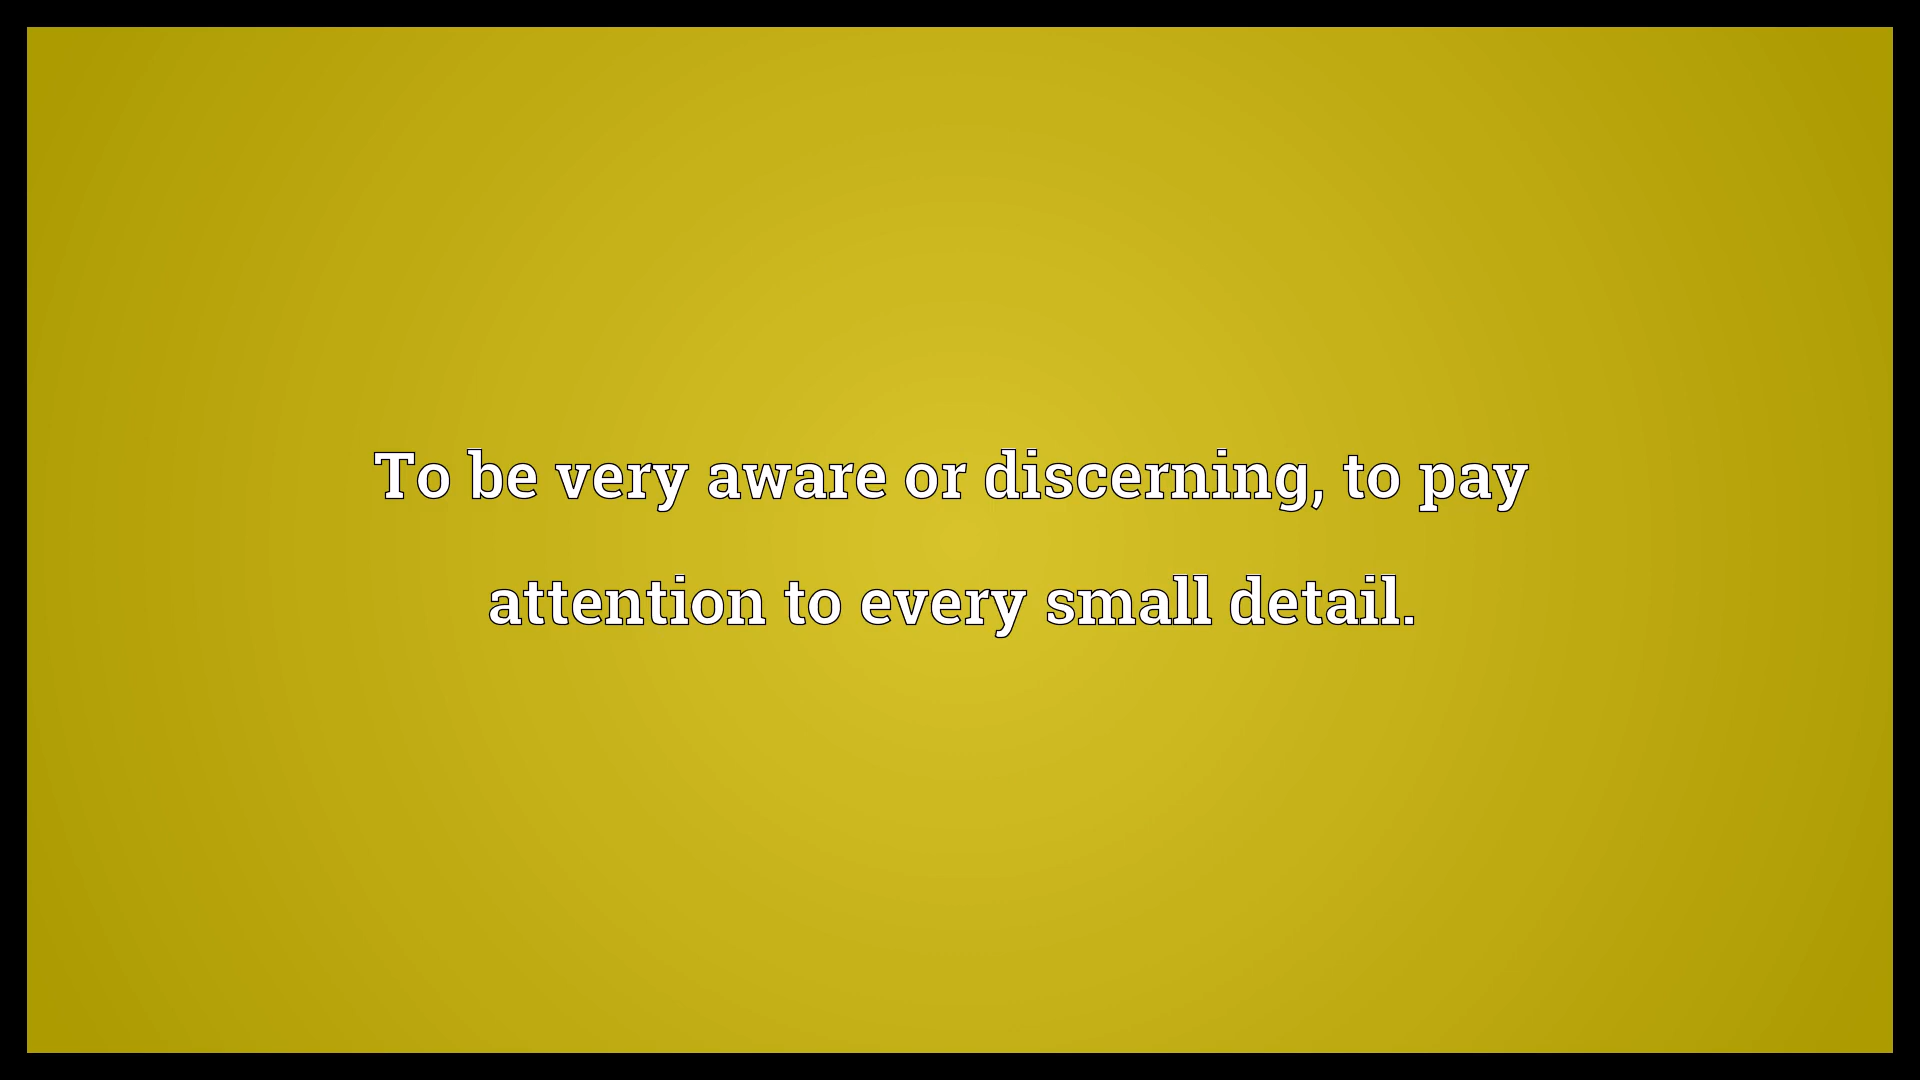 To be very aware or discerning, to pay
attention to every small detail.